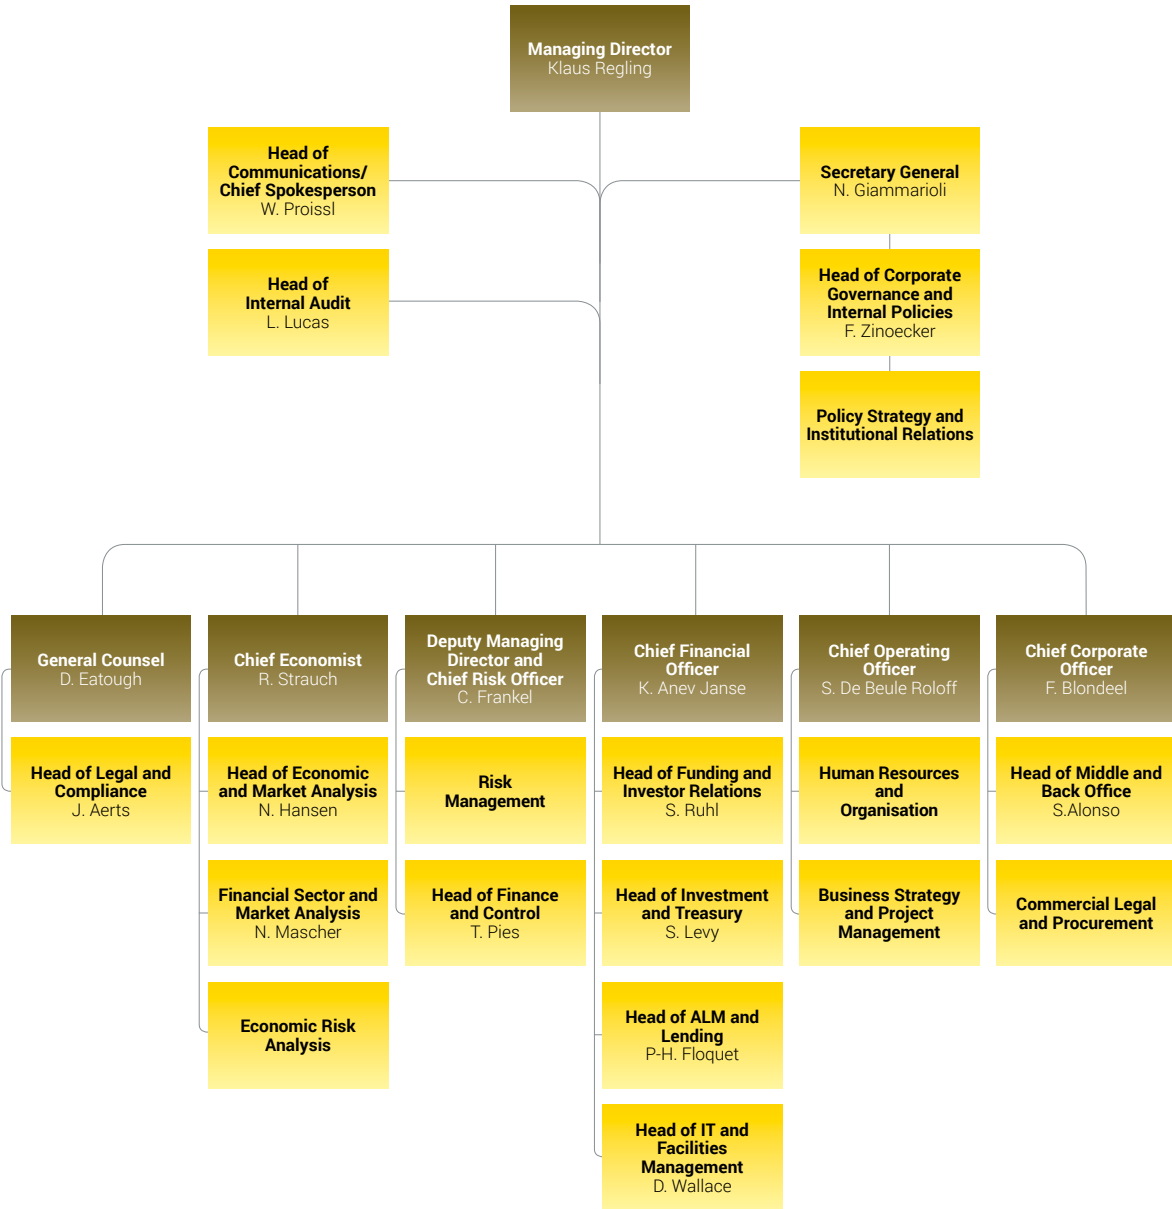 Managing Director
Klaus Regling
Head of
Communications/
Chief Spokesperson
W. Proissl
Secretary General
N. Giammarioli
Head of
Internal Audit
L. Lucas
Head of Corporate
Governance and
Internal Policies
F. Zinoecker
Policy Strategy and
Institutional Relations
General Counsel
D. Eatough
Chief Economist
R. Strauch
Deputy Managing
Director and
Chief Risk Officer
C. Frankel
Chief Financial
Officer
K. Anev Janse
Chief Operating
Officer
S. De Beule Roloff
Chief Corporate
Officer
F. Blondeel
Head of Legal and
Compliance
J. Aerts
Head of Economic
and Market Analysis
N. Hansen
Risk
Management
Head of Funding and
Investor Relations
S. Ruhl
Human Resources
and
Organisation
Head of Middle and
Back Office
S.Alonso
Financial Sector and
Market Analysis
N. Mascher
Head of Finance
and Control
T. Pies
Head of Investment
and Treasury
S. Levy
Business Strategy
and Project
Management
Commercial Legal
and Procurement
Economic Risk
Analysis
Head of ALM and
Lending
P-H. Floquet
Head of IT and
Facilities
Management
D. Wallace